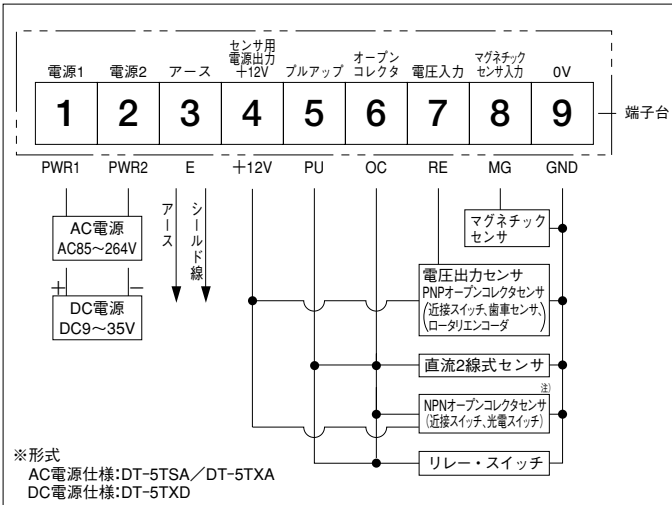 電源1
電源2
アース
センサ用
電源出力
＋12V
プルアップ
オープン
コレクタ
電圧入力
マグネチック
センサ入力
0V
1
2
3
4
5
6
7
8
9
端子台
PWR1
PWR2
E
＋12V
PU
OC
RE
MG
GND
AC電源
AC85～264V
＋
−
DC電源
DC9～35V
アース
シールド線
マグネチック
センサ
電圧出力センサ
PNPオープンコレクタセンサ
(近接スイッチ、歯車センサ、
ロータリエンコーダ)
直流2線式センサ
注)
NPNオープンコレクタセンサ
(近接スイッチ、光電スイッチ)
リレー・スイッチ
※形式
AC電源仕様:DT-5TSA／DT-5TXA
DC電源仕様:DT-5TXD